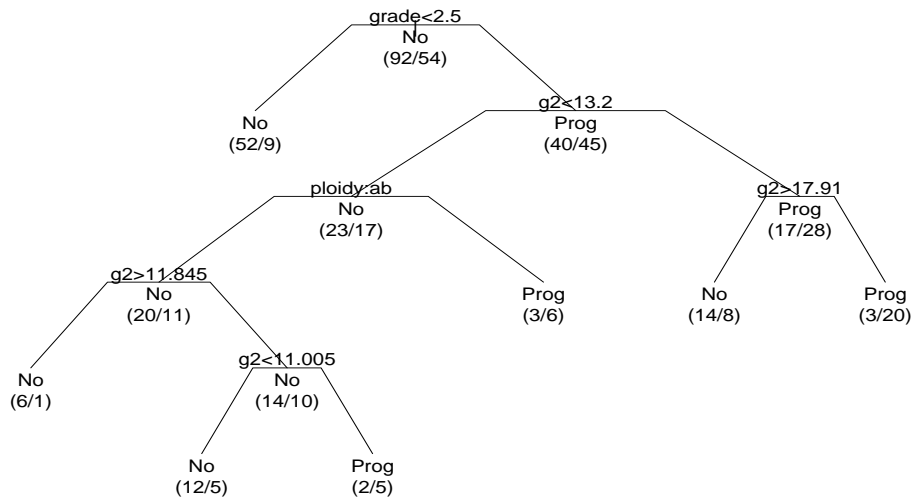 grade<2.5
No
(92/54)
No
(52/9)
g2<13.2
Prog
(40/45)
ploidy:ab
No
(23/17)
g2>17.91
Prog
(17/28)
g2>11.845
No
(20/11)
Prog
(3/6)
No
(14/8)
Prog
(3/20)
No
(6/1)
g2<11.005
No
(14/10)
No
(12/5)
Prog
(2/5)